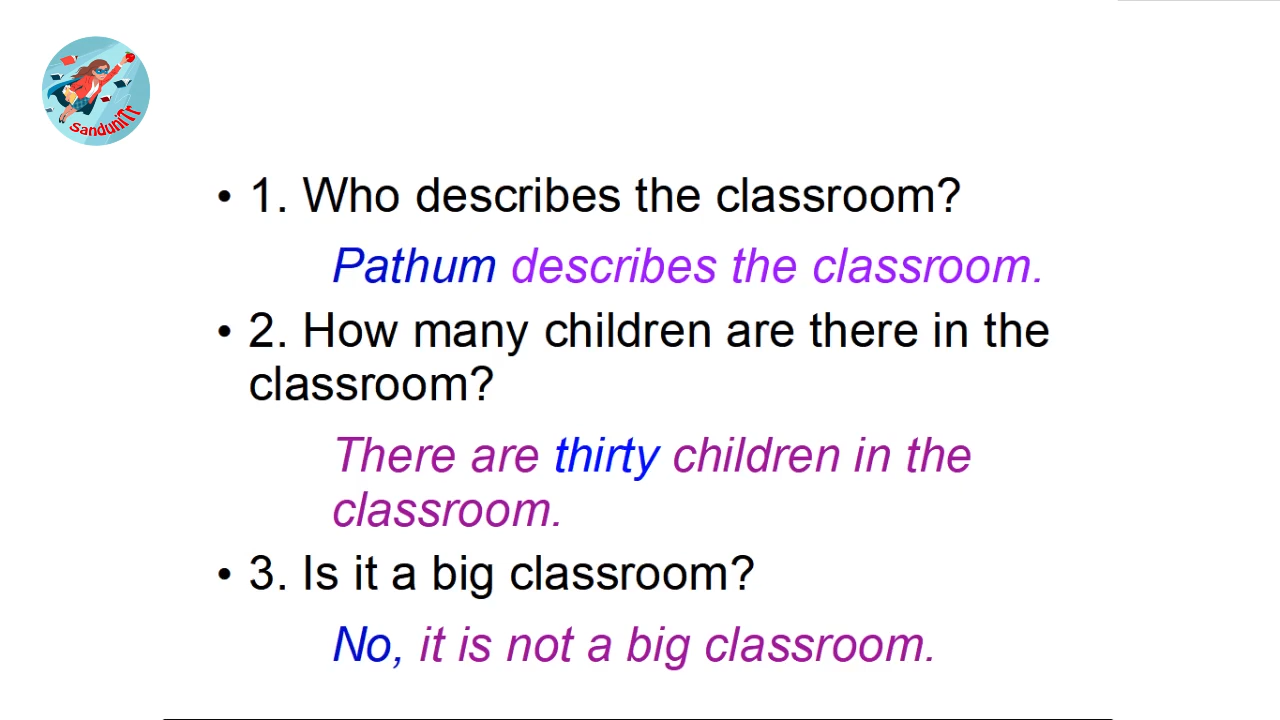 SanduniTr
• 1. Who describes the classroom?
Pathum describes the classroom.
• 2. How many children are there in the
classroom?
There are thirty children in the
classroom.
• 3. Is it a big classroom?
No, it is not a big classroom.